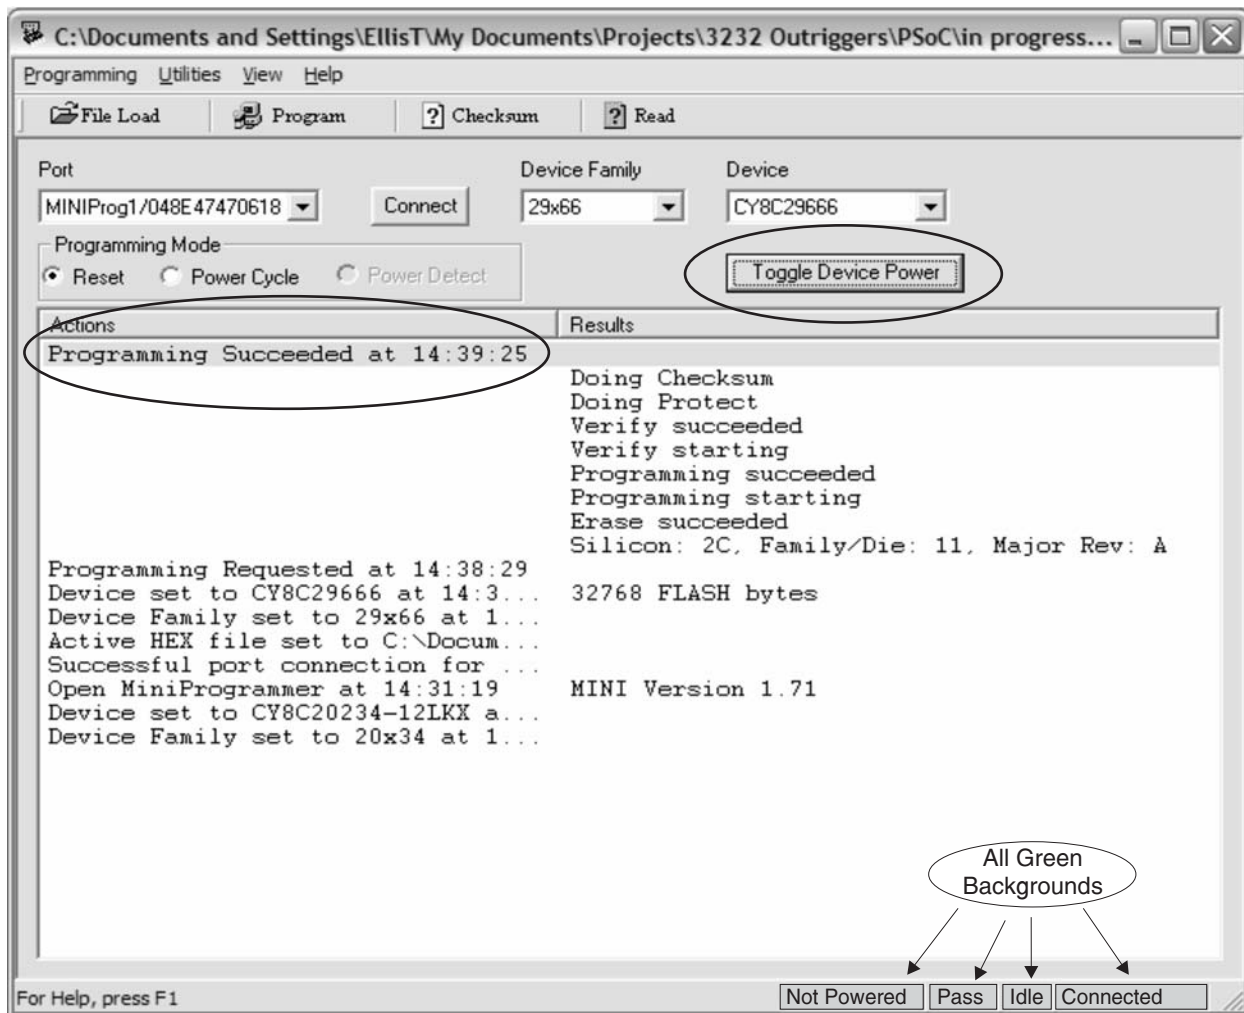 C:\Documents and Settings\EllisT\My Documents\Projects\3232 Outriggers\PSoC\in progress...
Programming Utilities View Help
File Load Program Checksum Read
Port Device Family Device
MINIProg1/048E47470618 Connect 29x66 CY8C29666
Programming Mode
Reset Power Cycle Power Detect Toggle Device Power
Actions Results
Programming Succeeded at 14:39:25
Doing Checksum
Doing Protect
Verify succeeded
Verify starting
Programming succeeded
Programming starting
Erase succeeded
Silicon: 2C, Family/Die: 11, Major Rev: A
Programming Requested at 14:38:29
Device set to CY8C29666 at 14:3... 32768 FLASH bytes
Device Family set to 29x66 at 1...
Active HEX file set to C:\Docum...
Successful port connection for ...
Open MiniProgrammer at 14:31:19 MINI Version 1.71
Device set to CY8C20234-12LKX a...
Device Family set to 20x34 at 1...
All Green
Backgrounds
For Help, press F1 Not Powered Pass Idle Connected